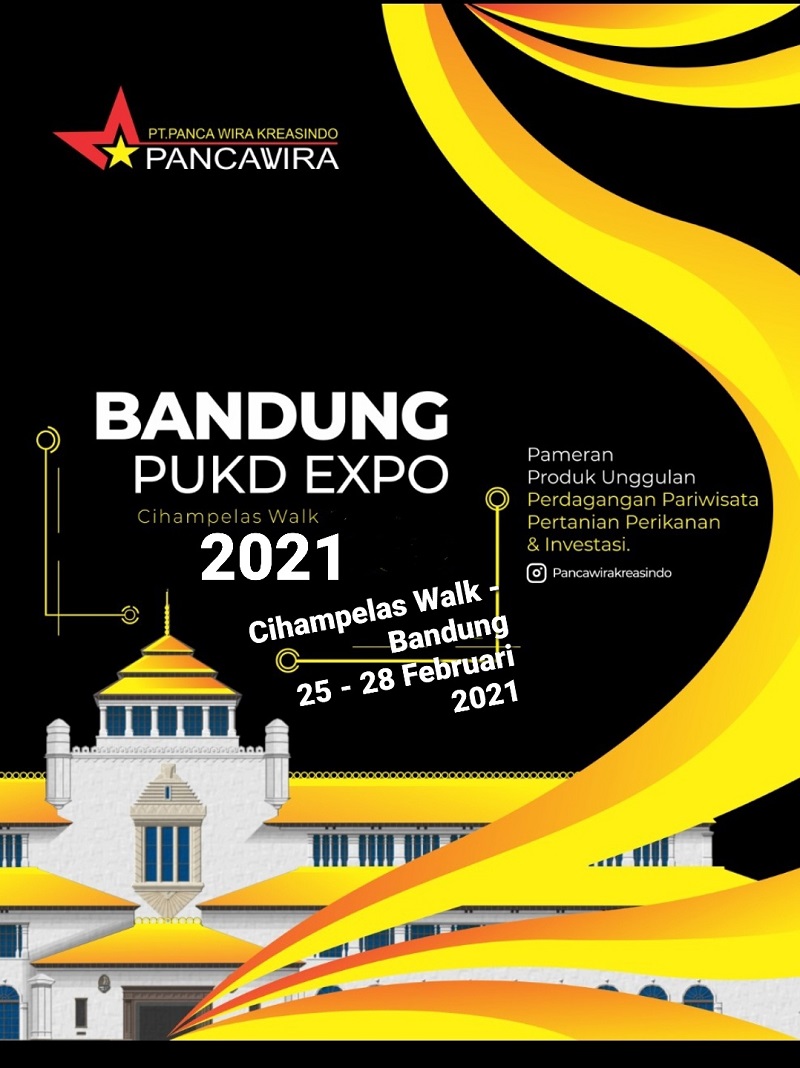 PT.PANCA WIRA KREASINDO
PANCAWIRA
BANDUNG
PUKD EXPO
Cihampelas Walk
2021
Cihampelas Walk -
Bandung
25 - 28 Februari
2021
Pameran
Produk Unggulan
Perdagangan Pariwisata
Pertanian Perikanan
& Investasi.
Pancawirakreasindo